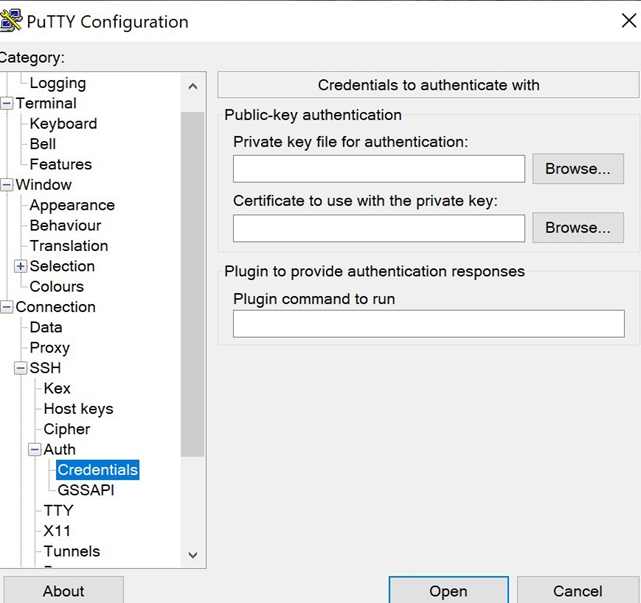 PuTTY Configuration
Category:
Logging
Terminal
Keyboard
Bell
Features
Window
Appearance
Behaviour
Translation
Selection
Colours
Connection
Data
Proxy
SSH
Kex
Host keys
Cipher
Auth
Credentials
GSSAPI
TTY
X11
Tunnels
Credentials to authenticate with
Public-key authentication
Private key file for authentication:
Browse...
Certificate to use with the private key:
Browse...
Plugin to provide authentication responses
Plugin command to run
About
Open
Cancel